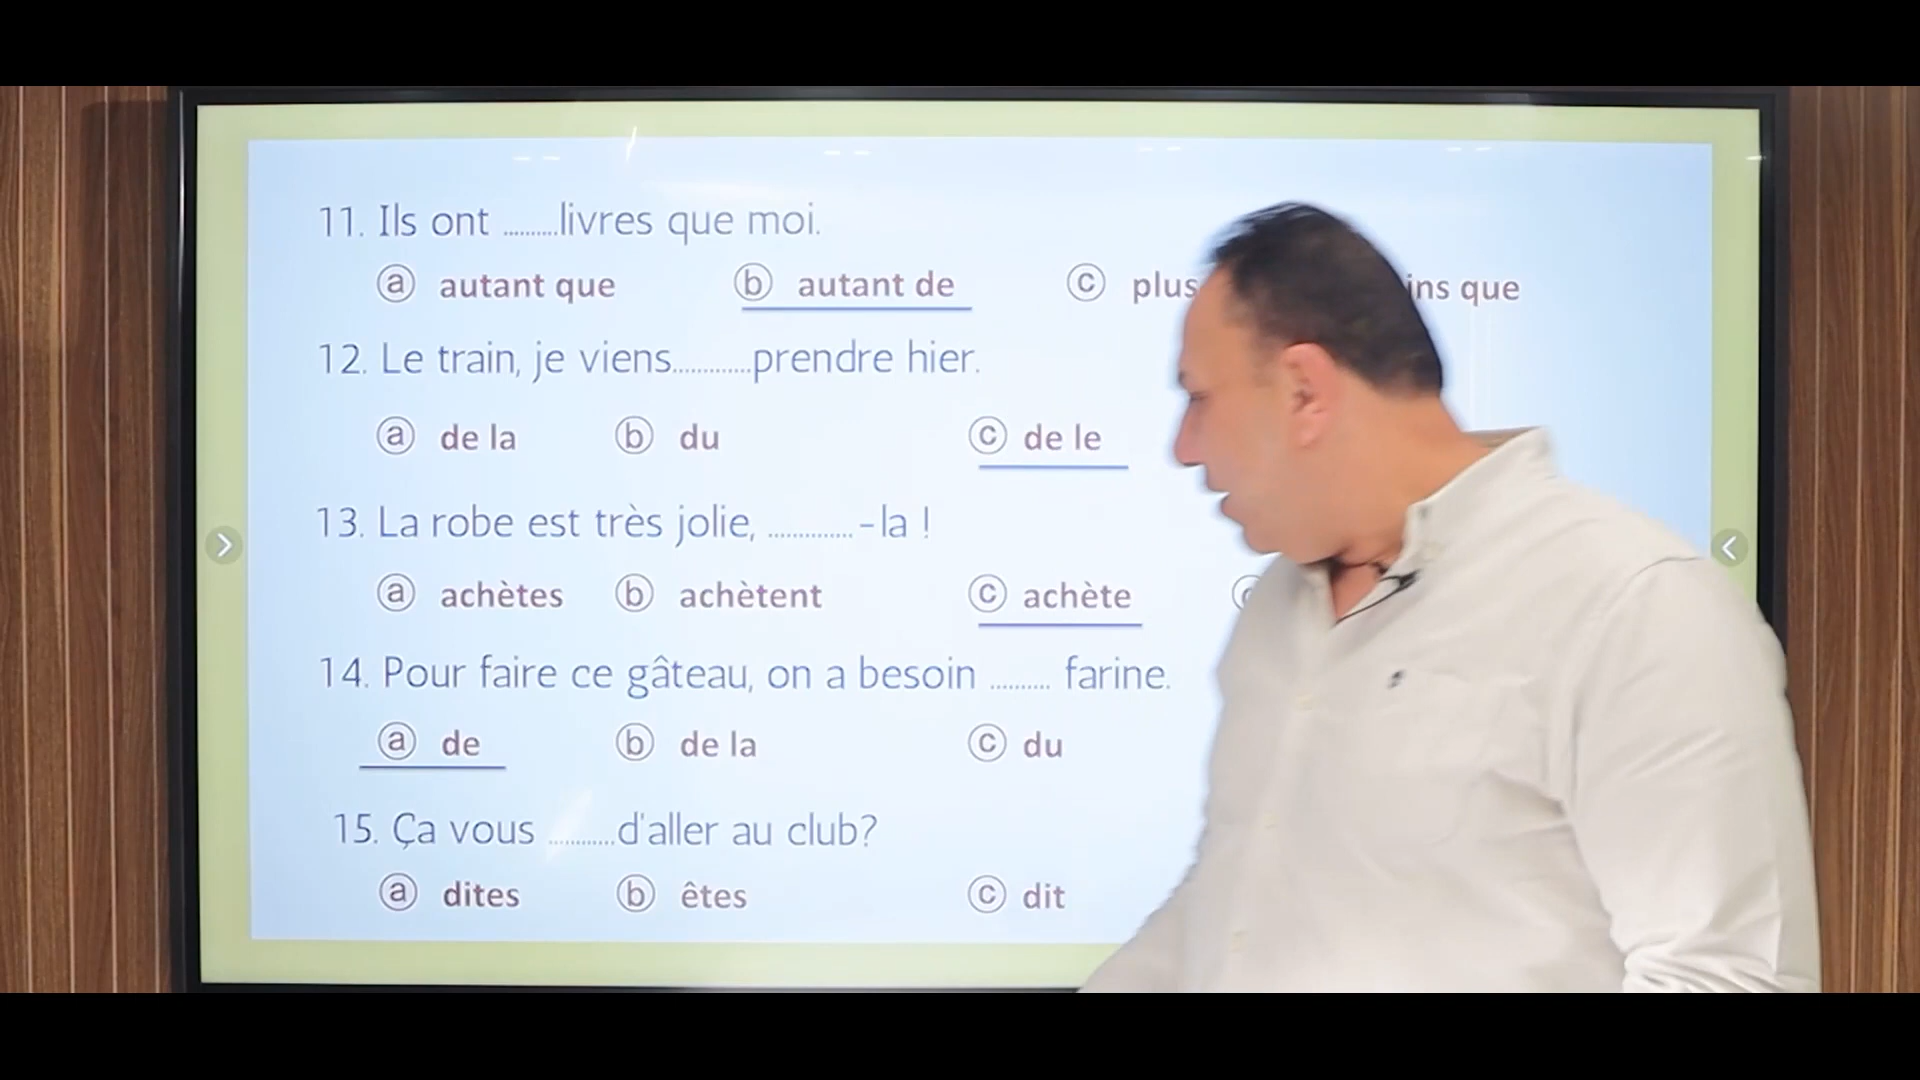 11. Ils ont ..........livres que moi.
ⓐ autant que ⓑ autant de ⓒ plus ins que
12. Le train, je viens.............prendre hier.
ⓐ de la ⓑ du ⓒ de le
13. La robe est très jolie, .............. -la !
ⓐ achètes ⓑ achètent ⓒ achète
14. Pour faire ce gâteau, on a besoin .......... farine.
ⓐ de ⓑ de la ⓒ du
15. Ça vous ...........d'aller au club?
ⓐ dites ⓑ êtes ⓒ dit